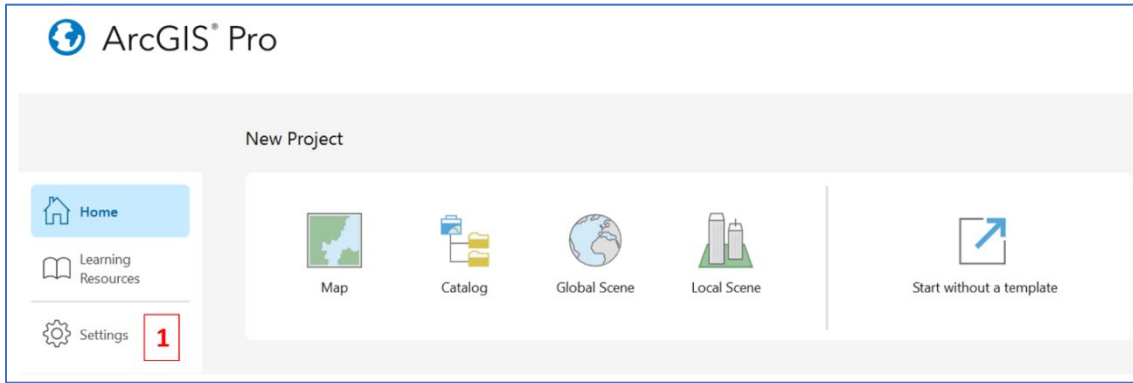 ArcGIS® Pro
New Project
Home
Learning
Resources
Settings
1
Map
Catalog
Global Scene
Local Scene
Start without a template